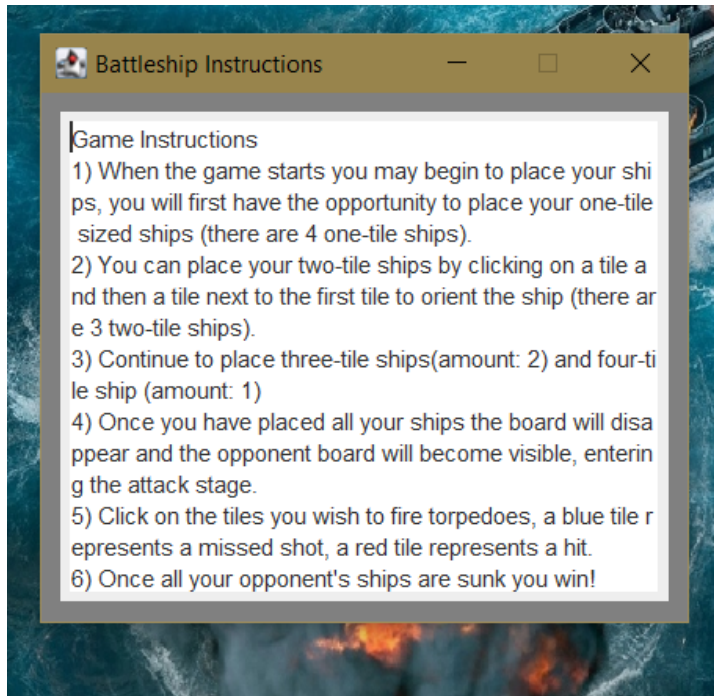 Battleship Instructions
Game Instructions
1) When the game starts you may begin to place your shi
ps, you will first have the opportunity to place your one-tile
 sized ships (there are 4 one-tile ships).
2) You can place your two-tile ships by clicking on a tile a
nd then a tile next to the first tile to orient the ship (there ar
e 3 two-tile ships).
3) Continue to place three-tile ships(amount: 2) and four-ti
le ship (amount: 1)
4) Once you have placed all your ships the board will disa
ppear and the opponent board will become visible, enterin
g the attack stage.
5) Click on the tiles you wish to fire torpedoes, a blue tile r
epresents a missed shot, a red tile represents a hit.
6) Once all your opponent's ships are sunk you win!